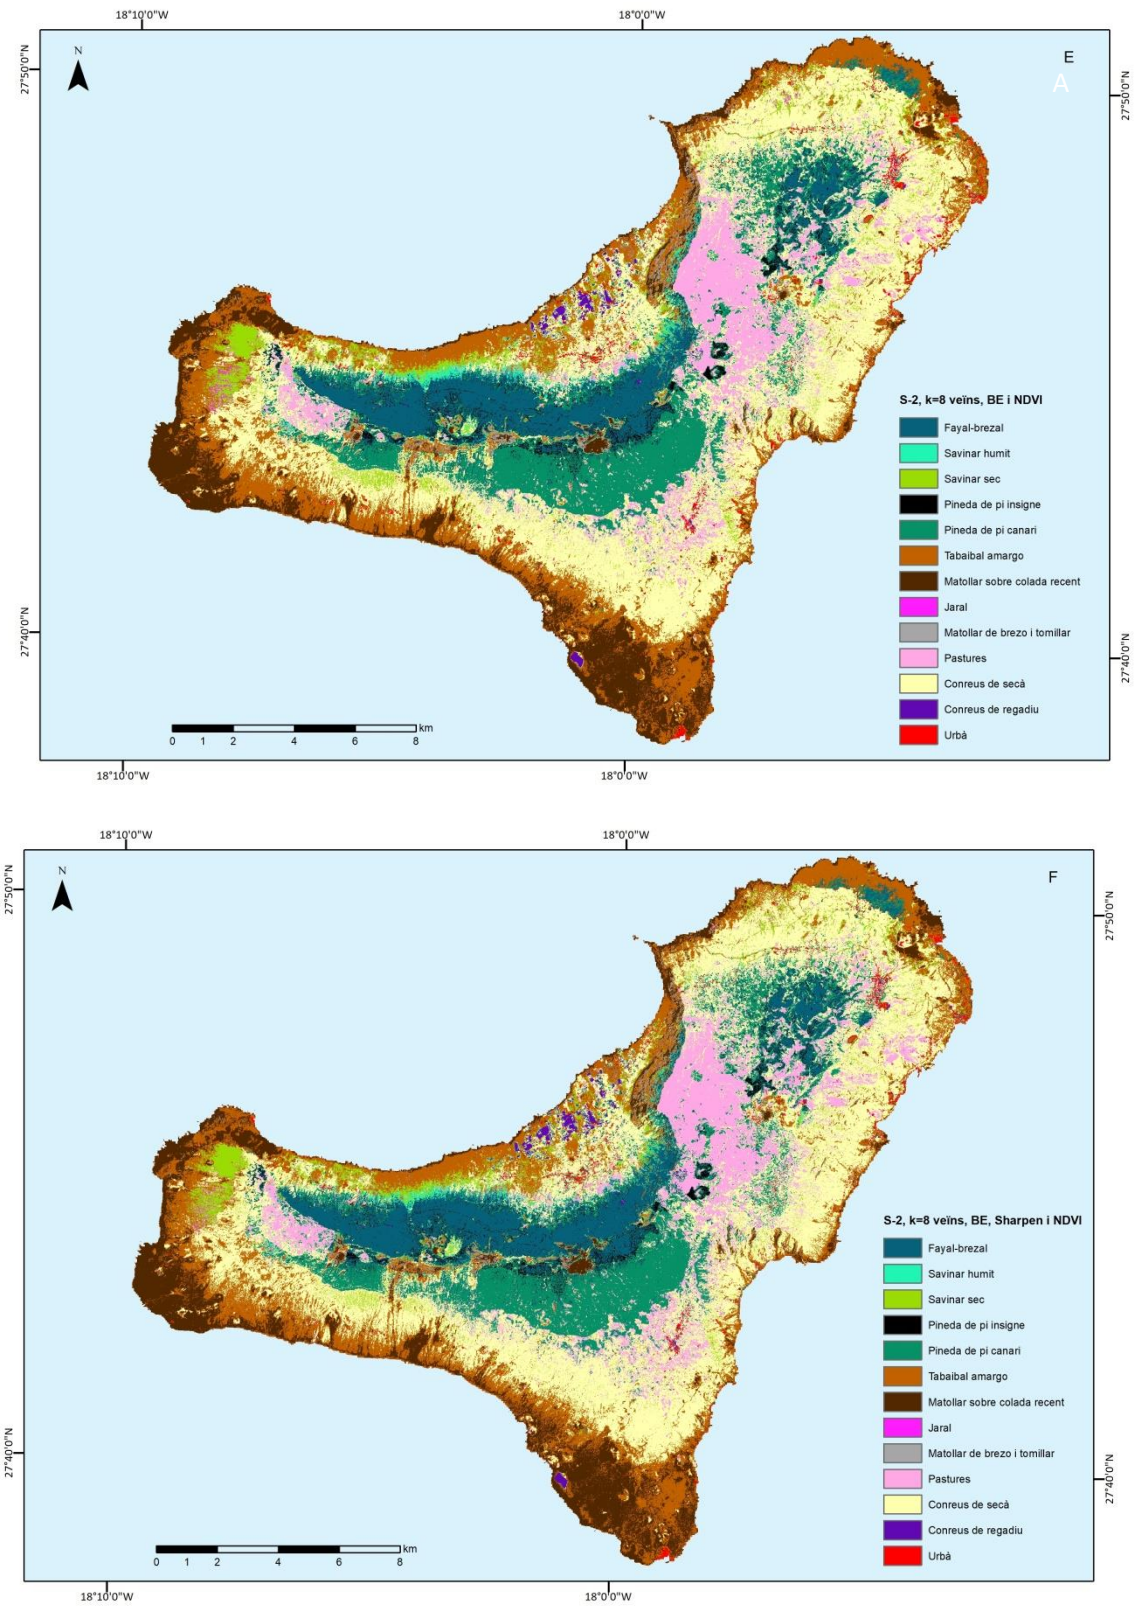 18°10'0"W
18°0'0"W
N
E
A
27°50'0"N
27°50'0"N
S-2, k=8 veïns, BE i NDVI
Fayal-brezal
Savinar humit
Savinar sec
Pineda de pi insigne
Pineda de pi canari
Tabaibal amargo
Matollar sobre colada recent
Jaral
Matollar de brezo i tomillar
Pastures
Conreus de secà
Conreus de regadiu
Urbà
27°40'0"N
27°40'0"N
km
0 1 2 4 6 8
18°10'0"W
18°0'0"W
18°10'0"W
18°0'0"W
N
F
27°50'0"N
27°50'0"N
S-2, k=8 veïns, BE, Sharpen i NDVI
Fayal-brezal
Savinar humit
Savinar sec
Pineda de pi insigne
Pineda de pi canari
Tabaibal amargo
Matollar sobre colada recent
Jaral
Matollar de brezo i tomillar
Pastures
Conreus de secà
Conreus de regadiu
Urbà
27°40'0"N
27°40'0"N
km
0 1 2 4 6 8
18°10'0"W
18°0'0"W